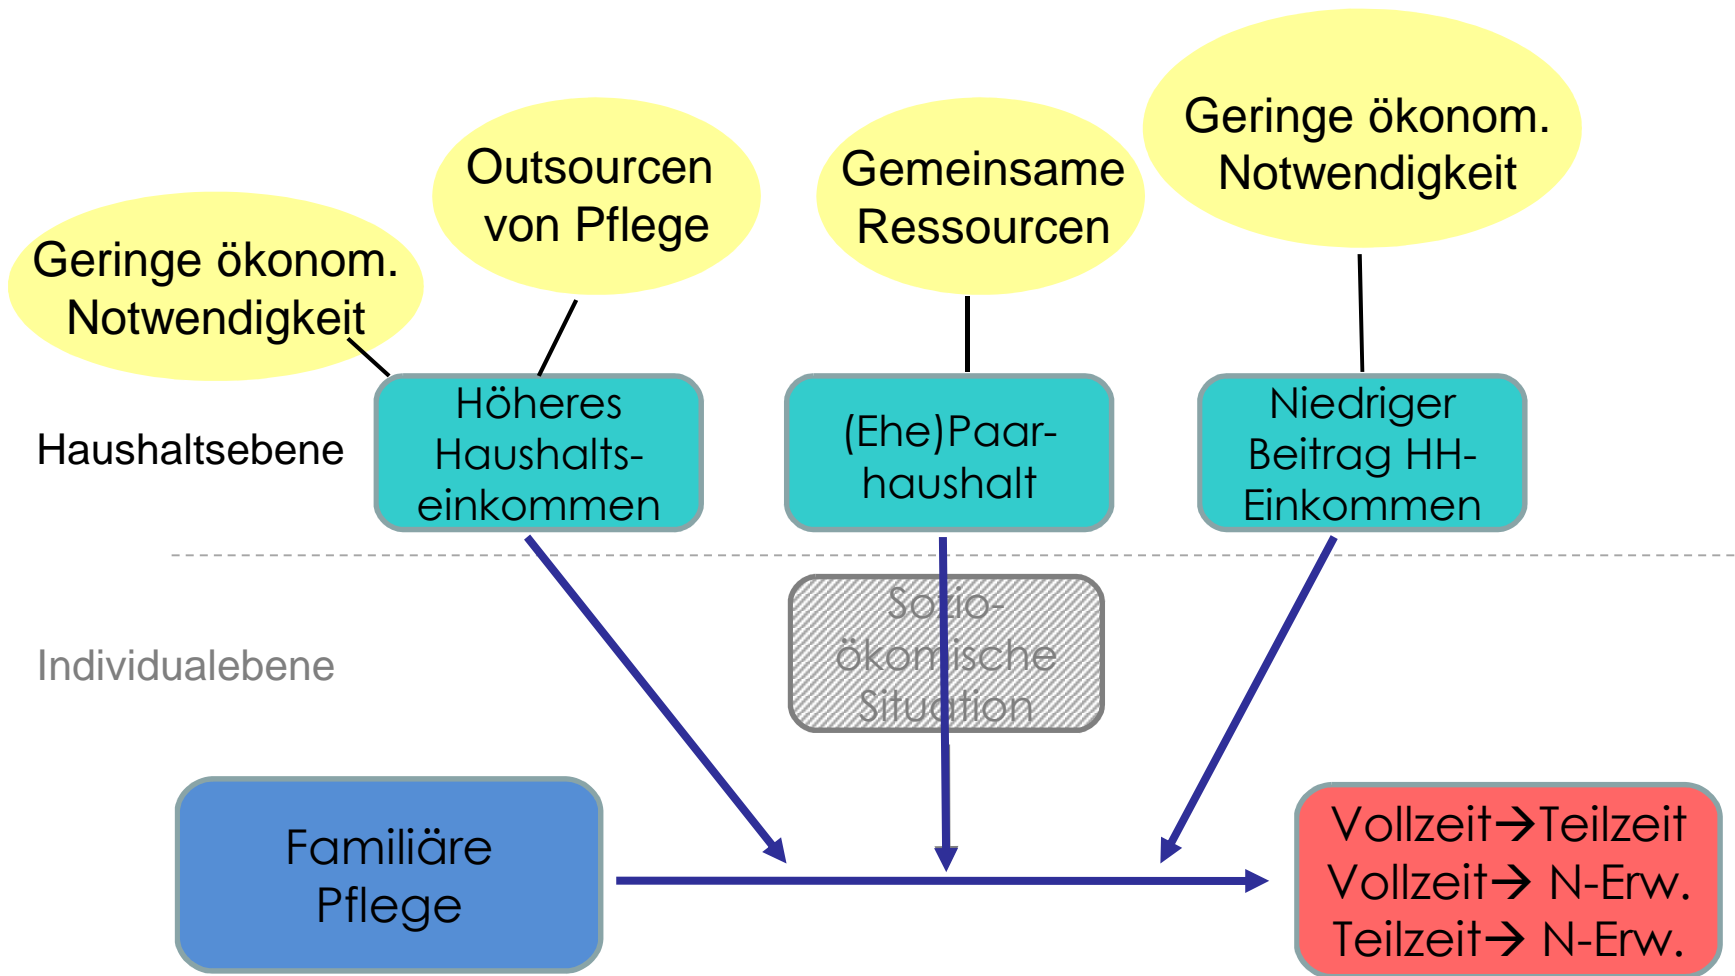 Geringe ökonom.
Notwendigkeit
Outsourcen
von Pflege
Gemeinsame
Ressourcen
Geringe ökonom.
Notwendigkeit
Haushaltsebene
Höheres
Haushalts-
einkommen
(Ehe)Paar-
haushalt
Niedriger
Beitrag HH-
Einkommen
Individualebene
Sozio-
ökomische
Situation
Familiäre
Pflege
Vollzeit→Teilzeit
Vollzeit→ N-Erw.
Teilzeit→ N-Erw.